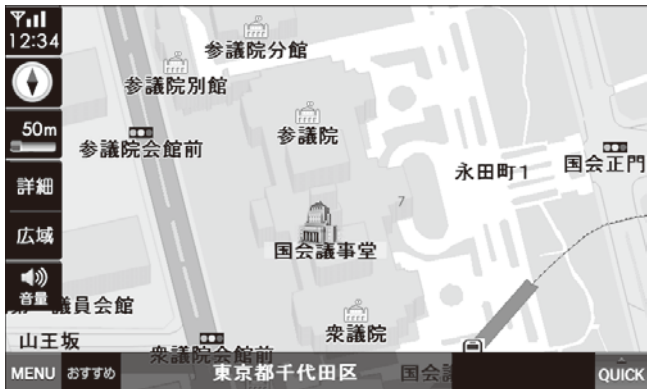 12:34
参議院分館
参議院別館
50m
参議院
参議院会館前
国会正門
永田町1
詳細
7
広域
国会議事堂
音量
議員会館
衆議院
山王坂
衆議院会館前
MENU
おすすめ
東京都千代田区
国会
QUICK